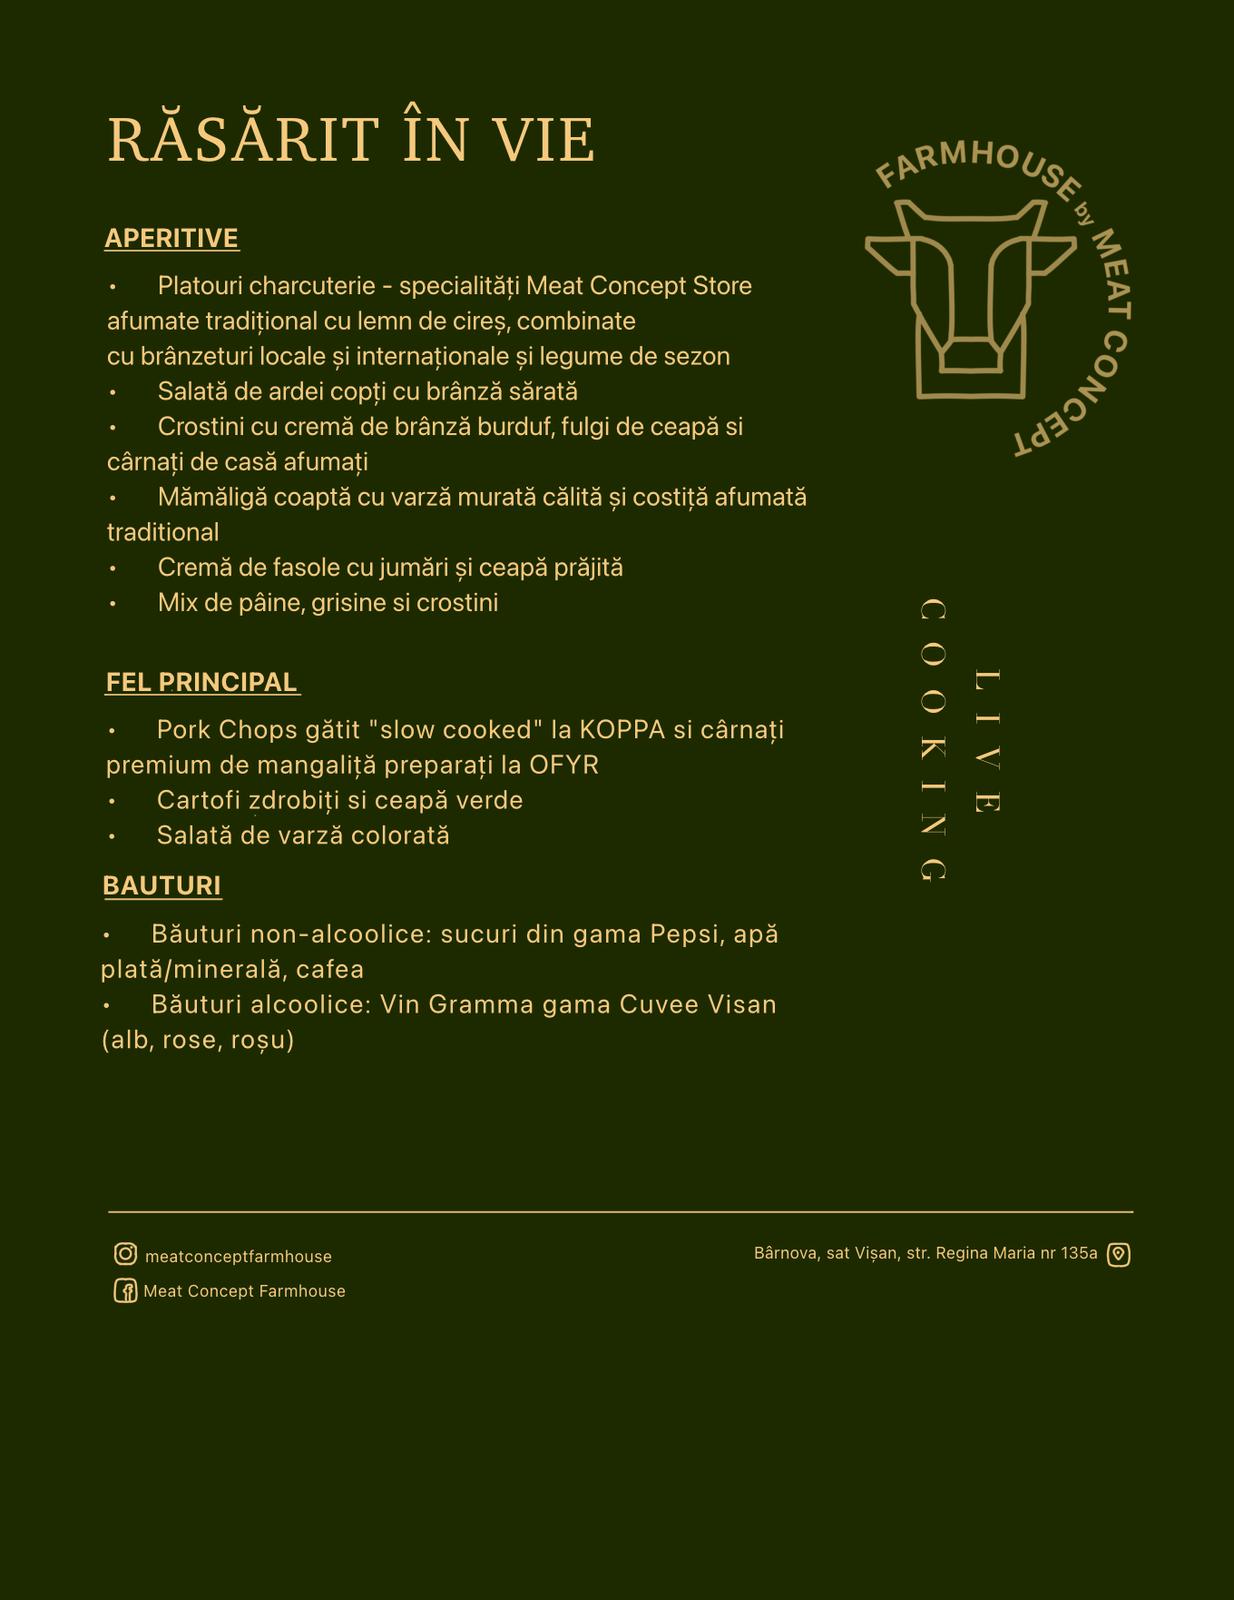 RĂSĂRIT ÎN VIE
FARMHOUSE by MEAT CONCEPT
APERITIVE
• Platouri charcuterie - specialități Meat Concept Store
afumate tradițional cu lemn de cireș, combinate
cu brânzeturi locale și internaționale și legume de sezon
• Salată de ardei copți cu brânză sărată
• Crostini cu cremă de brânză burduf, fulgi de ceapă si
cârnați de casă afumați
• Mămăligă coaptă cu varză murată călită și costiță afumată
traditional
• Cremă de fasole cu jumări și ceapă prăjită
• Mix de pâine, grisine si crostini
LIVE
COOKING
FEL PRINCIPAL
• Pork Chops gătit "slow cooked" la KOPPA si cârnați
premium de mangaliță preparați la OFYR
• Cartofi zdrobiți si ceapă verde
• Salată de varză colorată
BAUTURI
• Băuturi non-alcoolice: sucuri din gama Pepsi, apă
plată/minerală, cafea
• Băuturi alcoolice: Vin Gramma gama Cuvee Visan
(alb, rose, roșu)
meatconceptfarmhouse
Meat Concept Farmhouse
Bârnova, sat Vișan, str. Regina Maria nr 135a